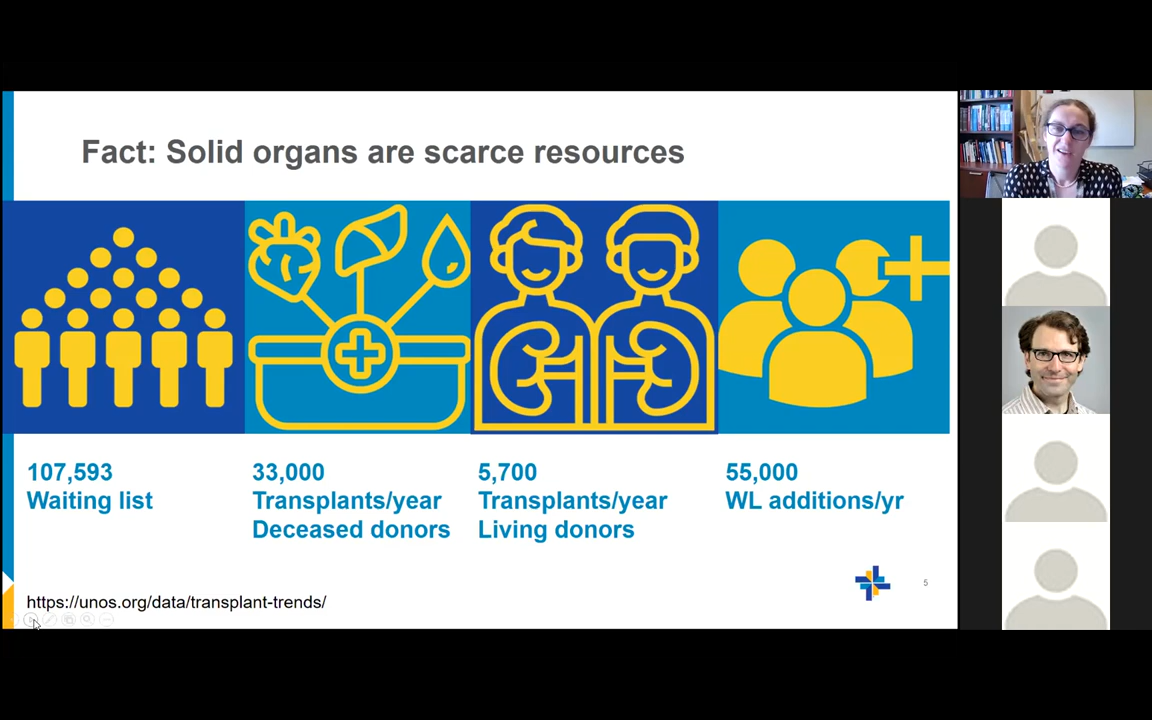 Fact: Solid organs are scarce resources
107,593
Waiting list
33,000
Transplants/year
Deceased donors
5,700
Transplants/year
Living donors
55,000
WL additions/yr
https://unos.org/data/transplant-trends/
5